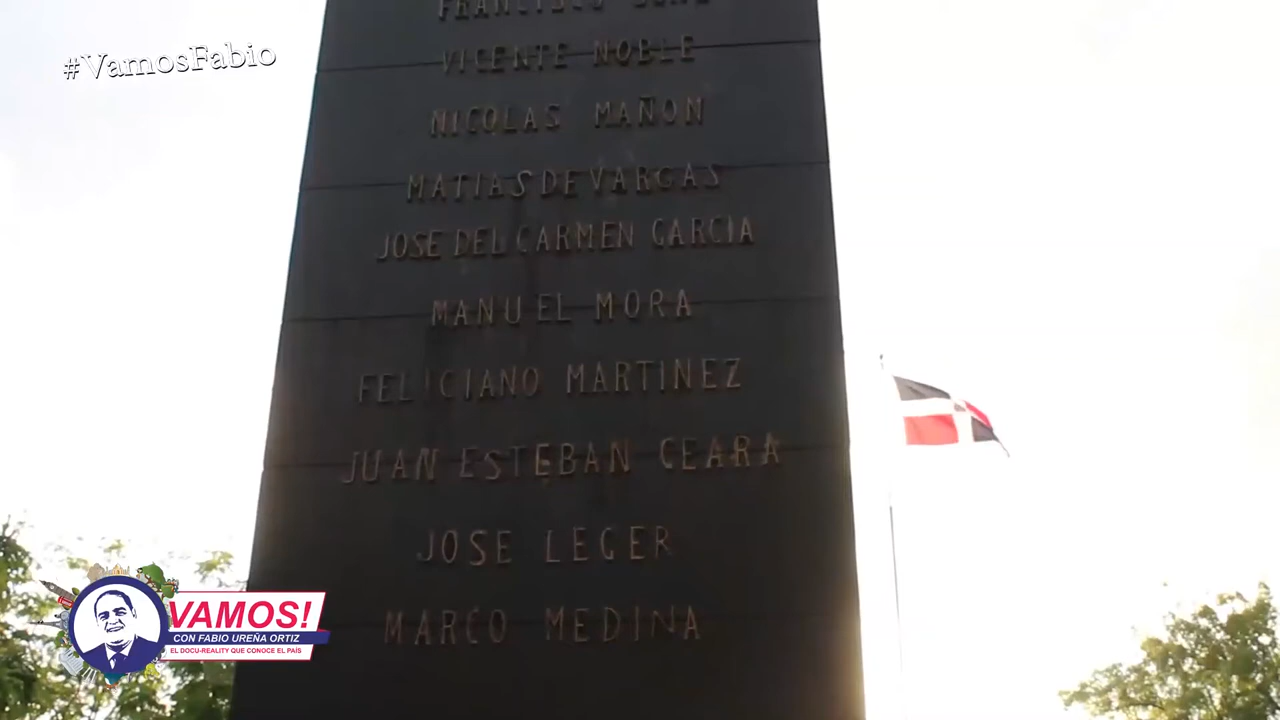 #VamosFabio
FRANCISCO
VICENTE NOBLE
NICOLAS MAÑON
MATIAS DE VARGAS
JOSE DEL CARMEN GARCIA
MANUEL MORA
FELICIANO MARTINEZ
JUAN ESTEBAN CEARA
JOSE LEGER
MARCO MEDINA
VAMOS!
CON FABIO UREÑA ORTIZ
EL DOCU-REALITY QUE CONOCE EL PAÍS